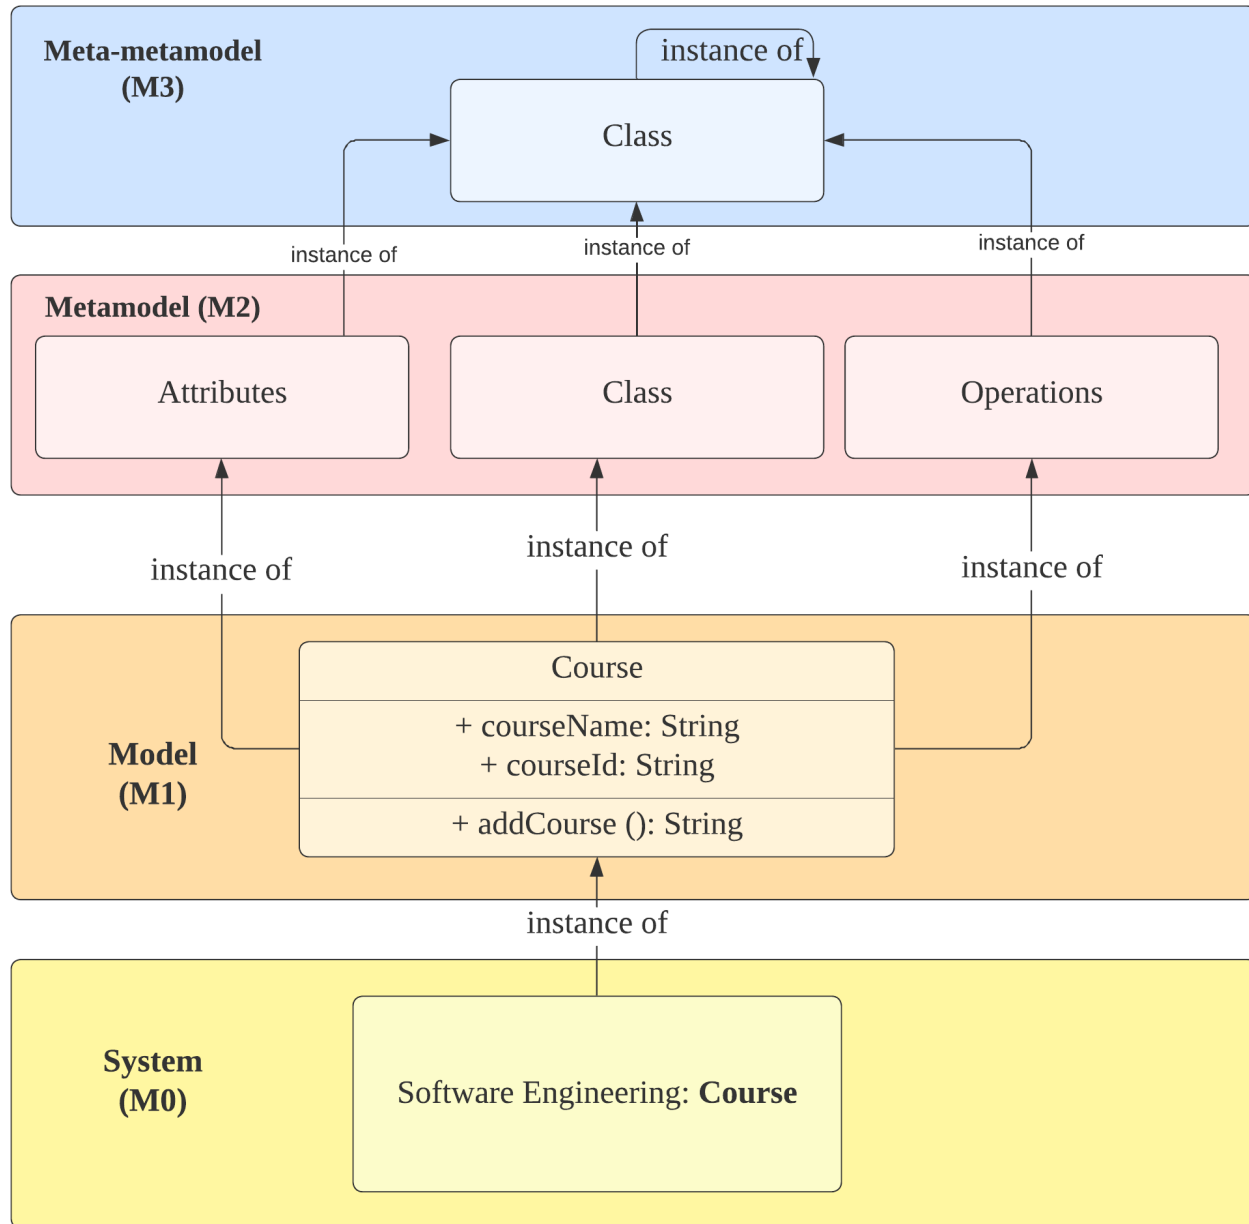 Meta-metamodel
(M3)
instance of
Class
instance of
instance of
instance of
Metamodel (M2)
Attributes
Class
Operations
instance of
instance of
instance of
Model
(M1)
Course
+ courseName: String
+ courseId: String
+ addCourse (): String
instance of
System
(M0)
Software Engineering: Course